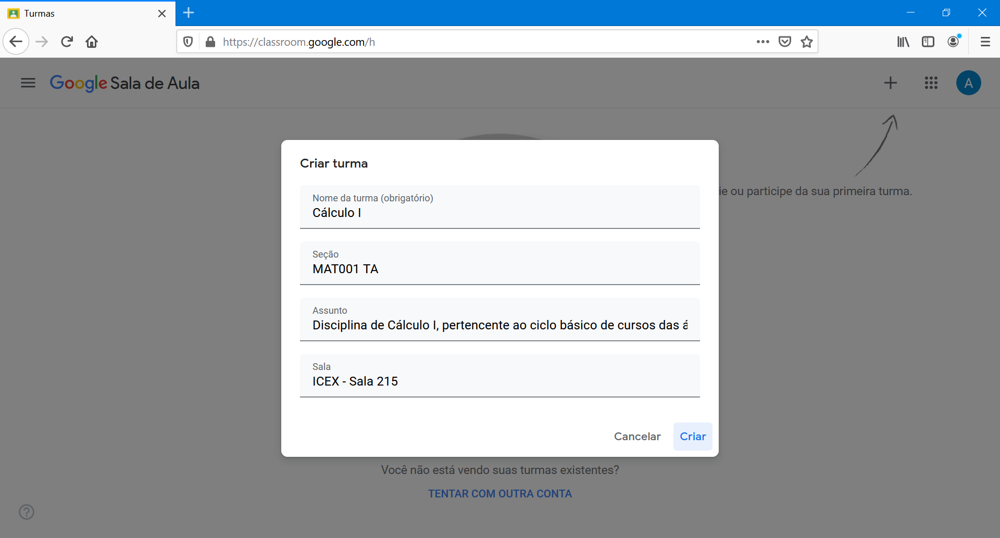 Turmas
https://classroom.google.com/h
Google Sala de Aula
A
ie ou participe da sua primeira turma.
Criar turma
Nome da turma (obrigatório)
Cálculo I
Seção
MAT001 TA
Assunto
Disciplina de Cálculo I, pertencente ao ciclo básico de cursos das á
Sala
ICEX - Sala 215
Cancelar
Criar
Você não está vendo suas turmas existentes?
TENTAR COM OUTRA CONTA